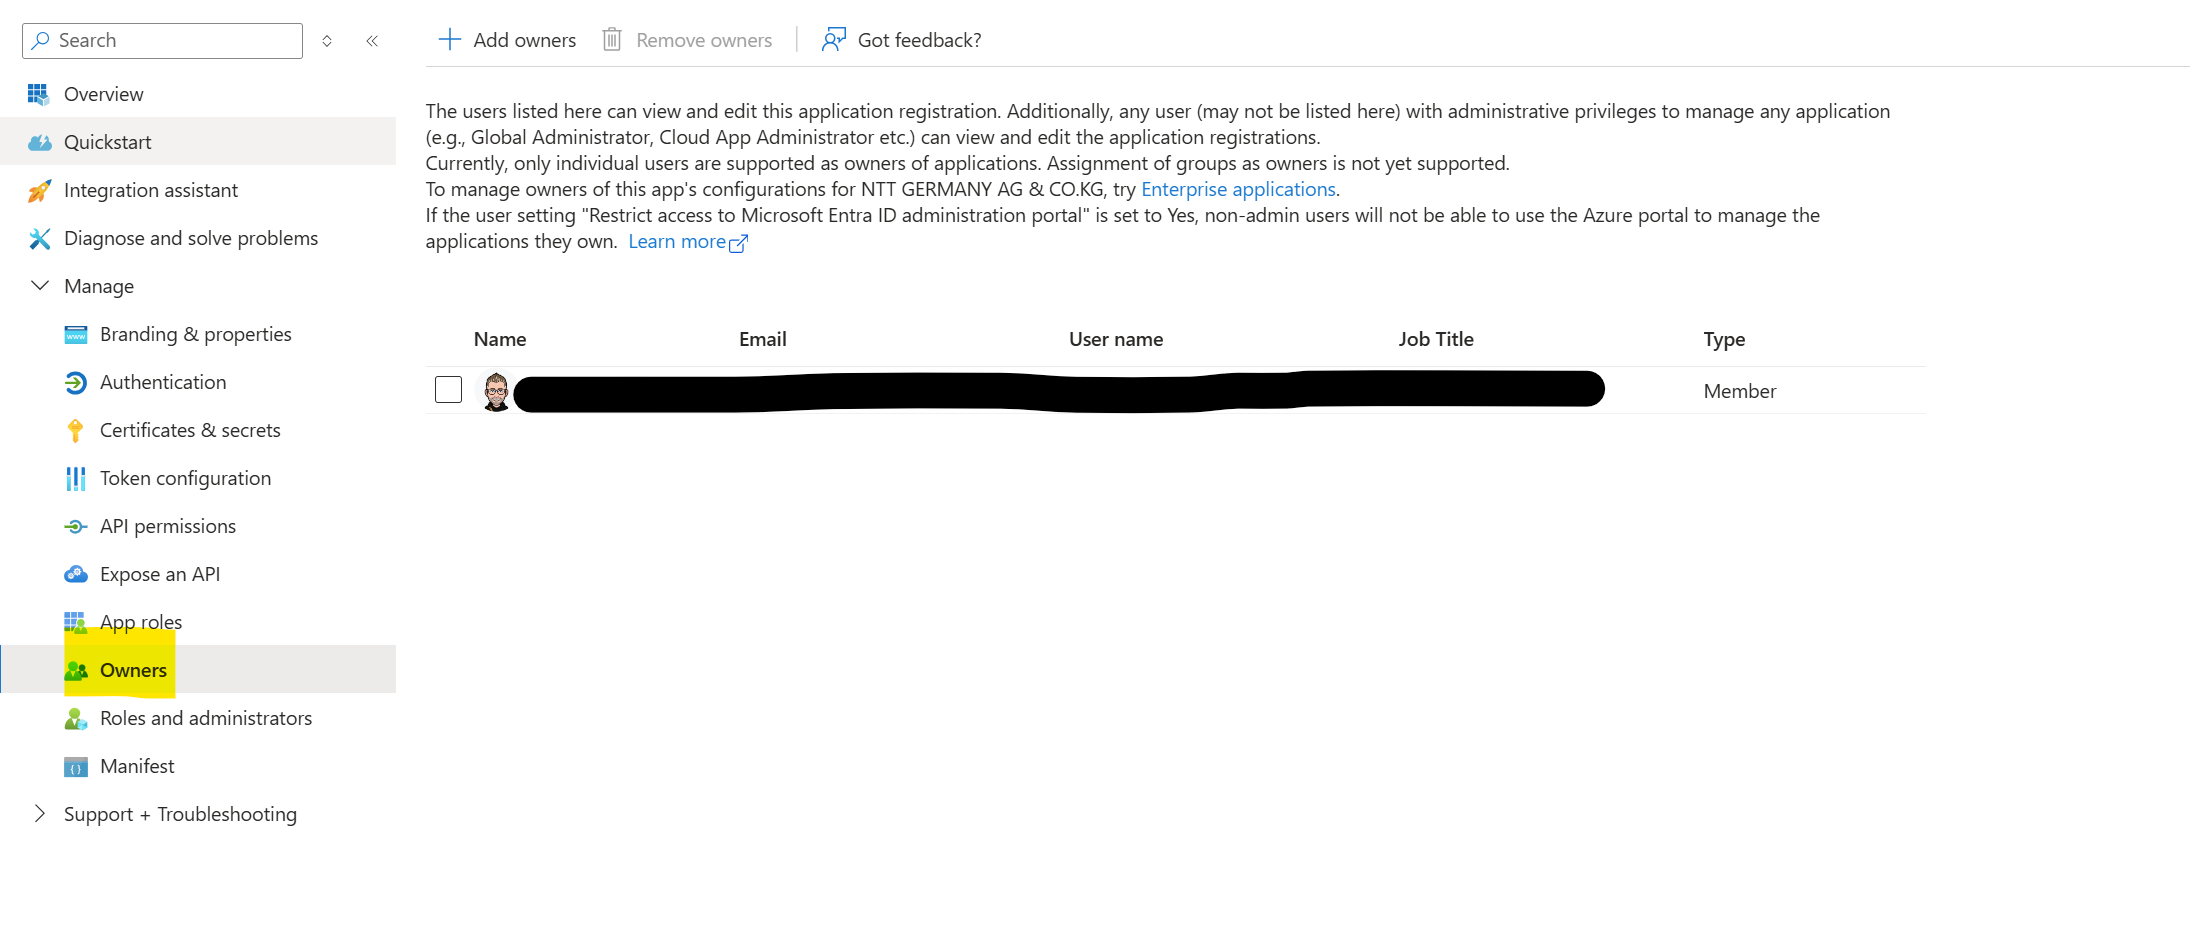 Search
Add owners
Remove owners
Got feedback?
Overview
Quickstart
Integration assistant
Diagnose and solve problems
Manage
Branding & properties
Authentication
Certificates & secrets
Token configuration
API permissions
Expose an API
App roles
Owners
Roles and administrators
Manifest
Support + Troubleshooting
The users listed here can view and edit this application registration. Additionally, any user (may not be listed here) with administrative privileges to manage any application
(e.g., Global Administrator, Cloud App Administrator etc.) can view and edit the application registrations.
Currently, only individual users are supported as owners of applications. Assignment of groups as owners is not yet supported.
To manage owners of this app's configurations for NTT GERMANY AG & CO.KG, try Enterprise applications.
If the user setting "Restrict access to Microsoft Entra ID administration portal" is set to Yes, non-admin users will not be able to use the Azure portal to manage the
applications they own. Learn more
Name Email User name Job Title Type
Member